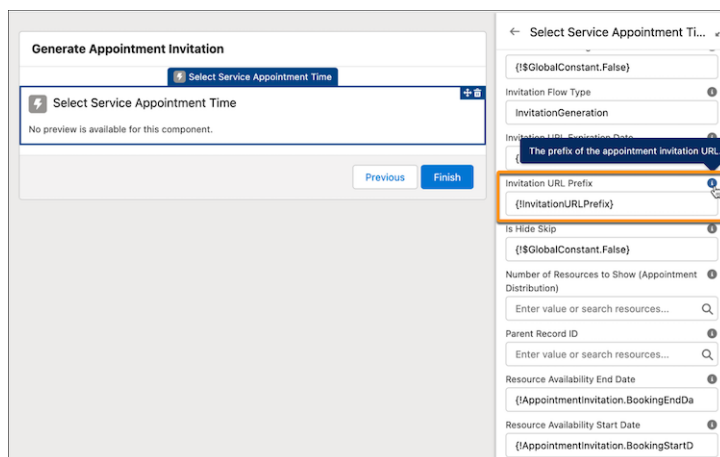 Generate Appointment Invitation
Select Service Appointment Time
Select Service Appointment Time
No preview is available for this component.
Previous
Finish
Select Service Appointment Ti...
{!$GlobalConstant.False}
Invitation Flow Type
InvitationGeneration
Invitation URL Expiration Date
The prefix of the appointment invitation URL
Invitation URL Prefix
{!InvitationURLPrefix}
Is Hide Skip
{!$GlobalConstant.False}
Number of Resources to Show (Appointment
Distribution)
Enter value or search resources...
Parent Record ID
Enter value or search resources...
Resource Availability End Date
{!AppointmentInvitation.BookingEndDa
Resource Availability Start Date
{!AppointmentInvitation.BookingStartD